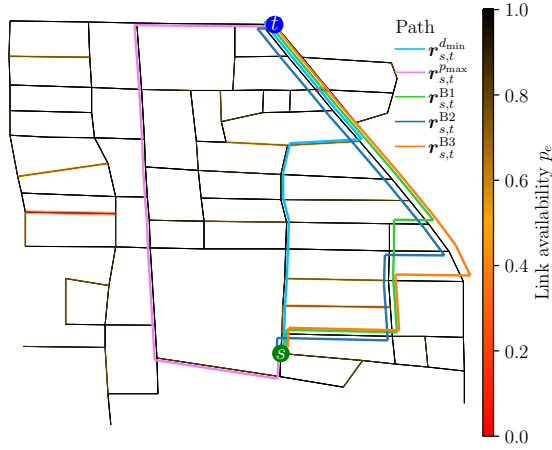 t
Path
r_{s,t}^{d_min}
r_{s,t}^{p_max}
r_{s,t}^{B1}
r_{s,t}^{B2}
r_{s,t}^{B3}
s
1.0
0.8
0.6
0.4
0.2
0.0
Link availability p_e